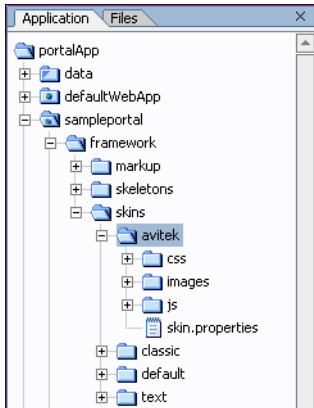 Application Files
portalApp
data
defaultWebApp
sampleportal
framework
markup
skeletons
skins
avitek
css
images
js
skin.properties
classic
default
text